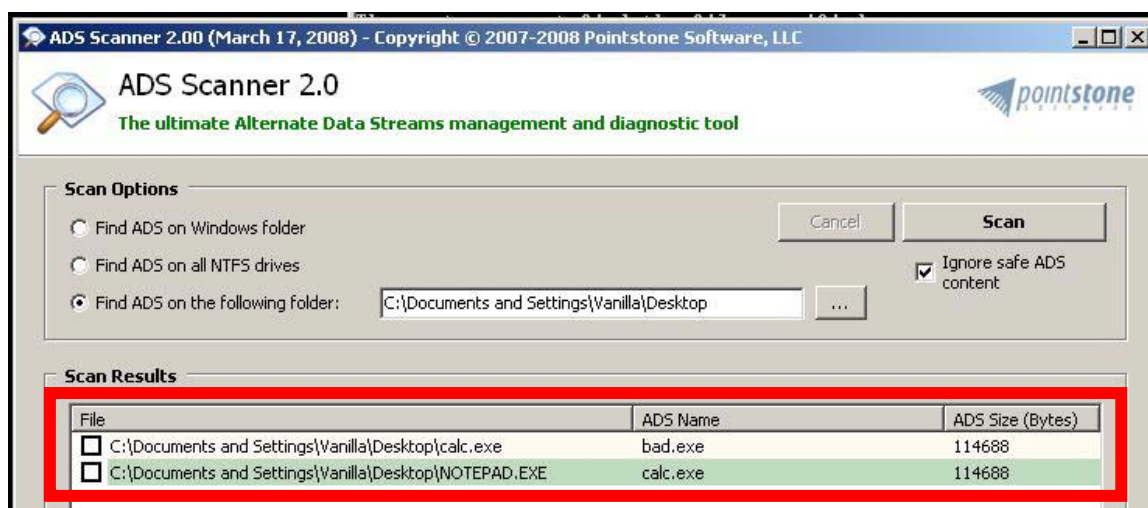 ADS Scanner 2.00 (March 17, 2008) - Copyright © 2007-2008 Pointstone Software, LLC
ADS Scanner 2.0
The ultimate Alternate Data Streams management and diagnostic tool
pointstone
SOFTWARE
Scan Options
Find ADS on Windows folder
Cancel
Scan
Find ADS on all NTFS drives
Ignore safe ADS
content
Find ADS on the following folder: C:\Documents and Settings\Vanilla\Desktop ...
Scan Results
File ADS Name ADS Size (Bytes)
C:\Documents and Settings\Vanilla\Desktop\calc.exe bad.exe 114688
C:\Documents and Settings\Vanilla\Desktop\NOTEPAD.EXE calc.exe 114688